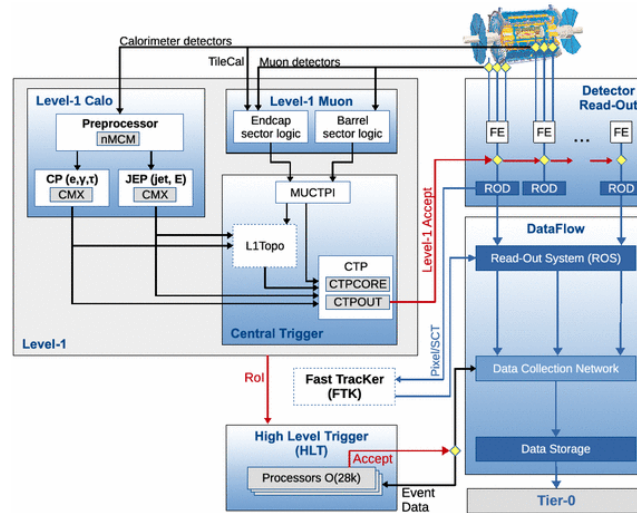 Calorimeter detectors
TileCal
Muon detectors
Level-1 Calo
Preprocessor
nMCM
CP (e,γ,τ)
CMX
JEP (jet, E)
CMX
Level-1 Muon
Endcap
sector logic
Barrel
sector logic
MUCTPI
L1Topo
CTP
CTPCORE
CTPOUT
Central Trigger
Level-1
Level-1 Accept
Detector
Read-Out
FE
FE
...
FE
ROD
ROD
ROD
DataFlow
Read-Out System (ROS)
Data Collection Network
Data Storage
Tier-0
Pixel/SCT
RoI
Fast TracKer
(FTK)
High Level Trigger
(HLT)
Accept
Processors O(28k)
Event
Data